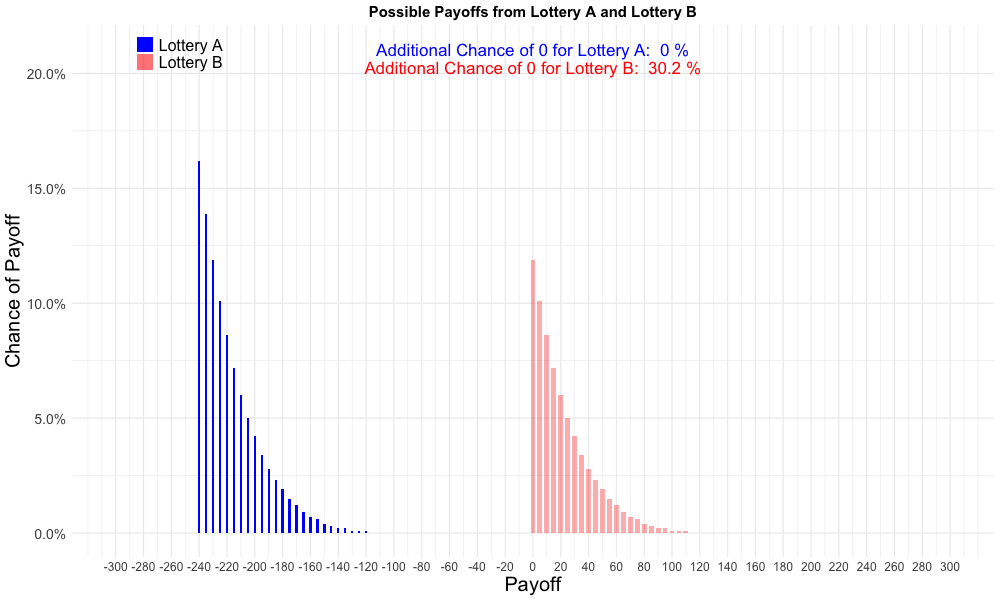 Possible Payoffs from Lottery A and Lottery B
Lottery A
Lottery B
Additional Chance of 0 for Lottery A:  0 %
Additional Chance of 0 for Lottery B:  30.2 %
Chance of Payoff
20.0%
15.0%
10.0%
5.0%
0.0%
-300 -280 -260 -240 -220 -200 -180 -160 -140 -120 -100 -80 -60 -40 -20 0 20 40 60 80 100 120 140 160 180 200 220 240 260 280 300
Payoff